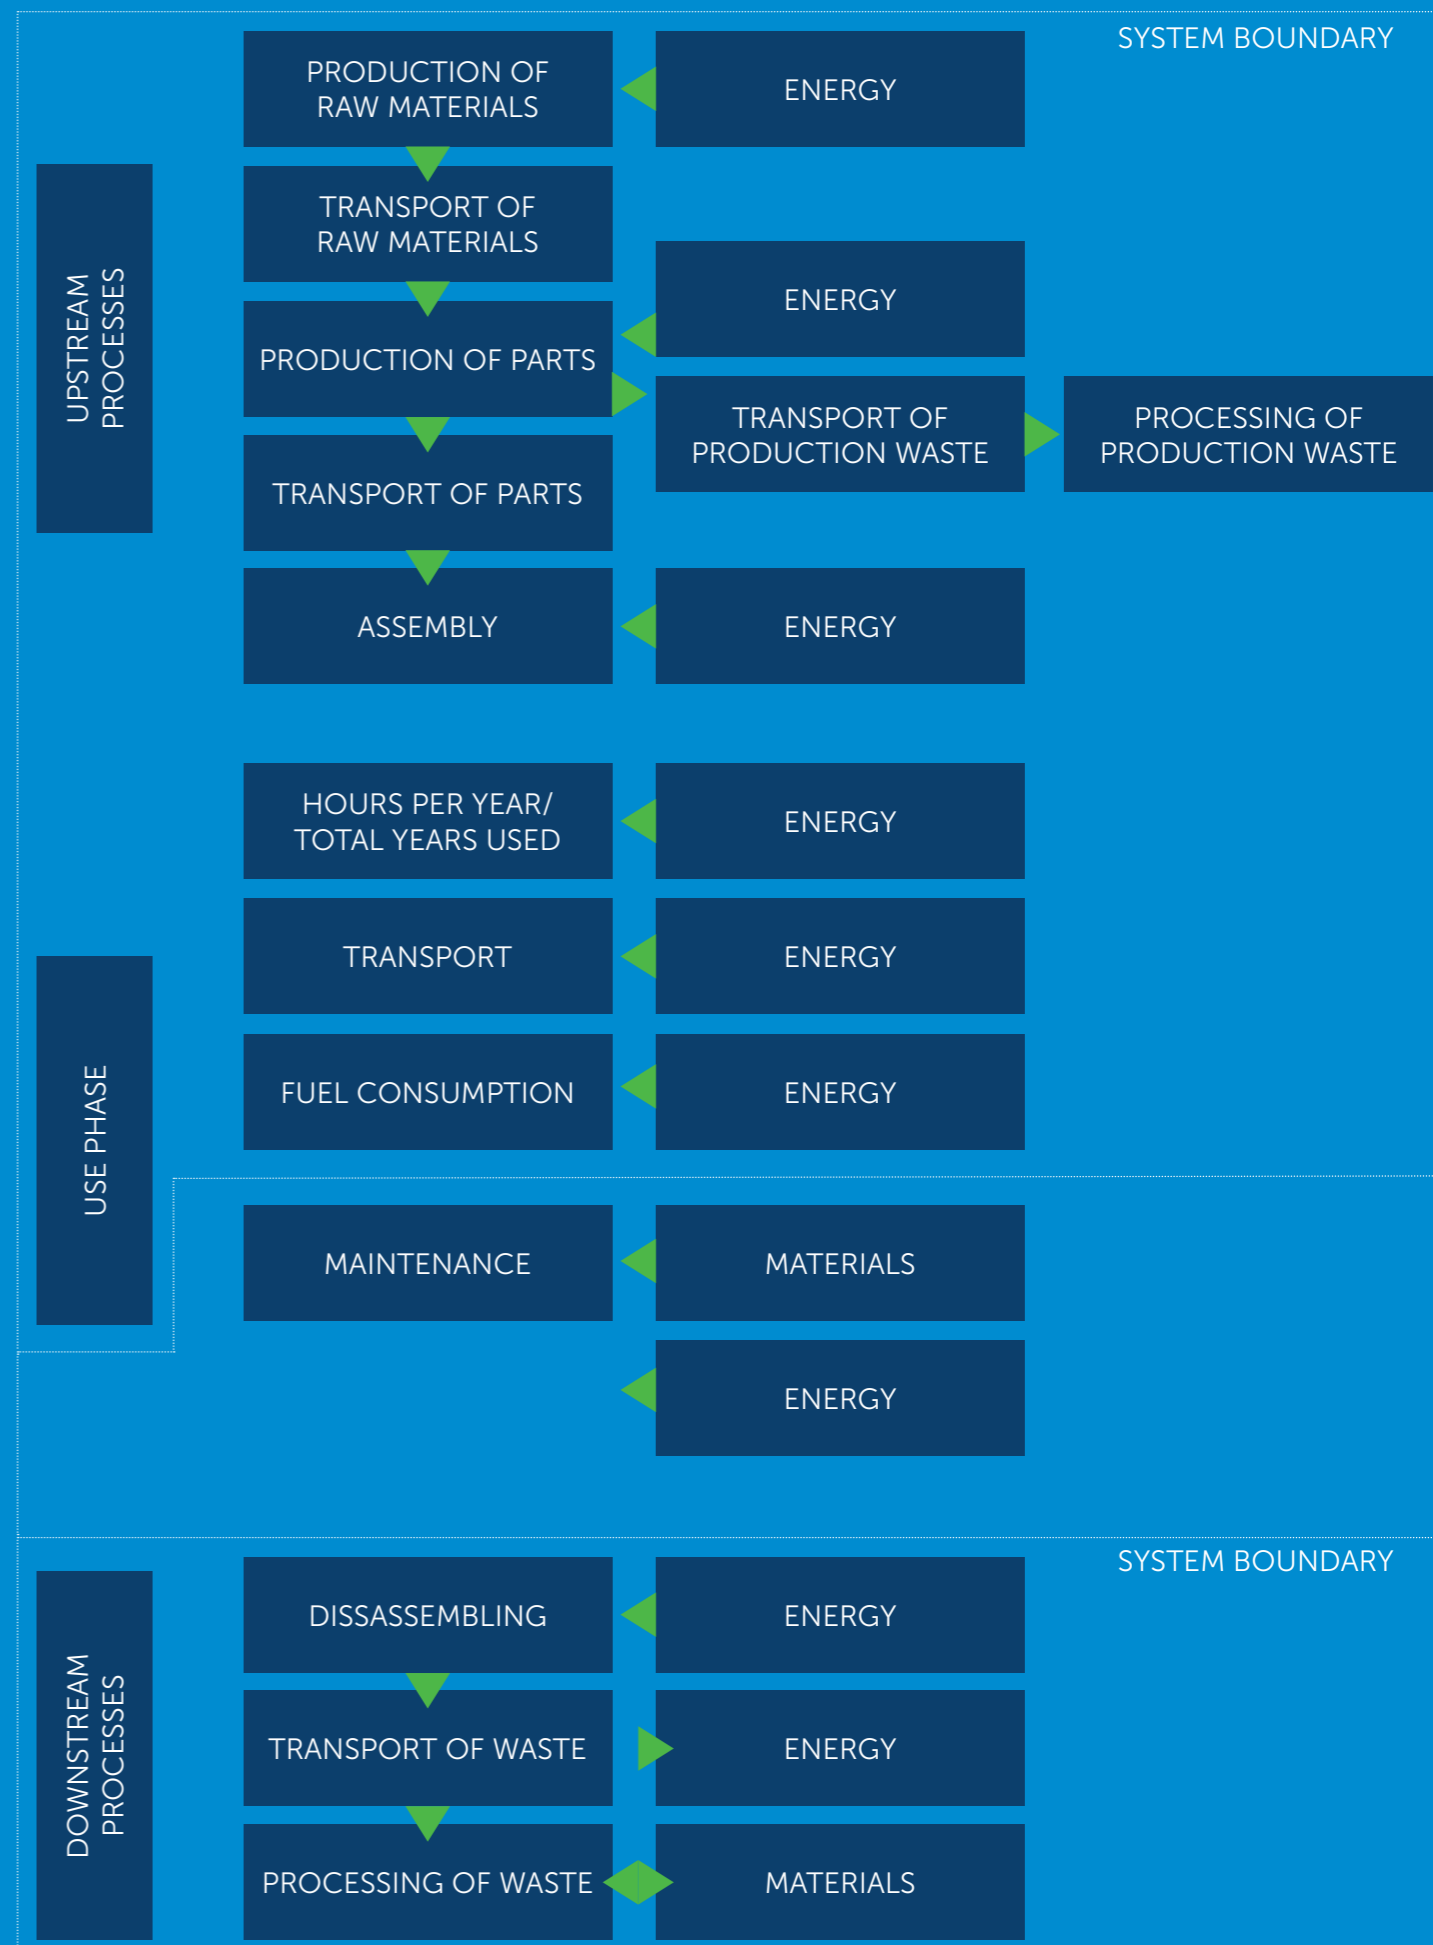 SYSTEM BOUNDARY
PRODUCTION OF
RAW MATERIALS
ENERGY
UPSTREAM
PROCESSES
TRANSPORT OF
RAW MATERIALS
ENERGY
PRODUCTION OF PARTS
TRANSPORT OF
PRODUCTION WASTE
PROCESSING OF
PRODUCTION WASTE
TRANSPORT OF PARTS
ASSEMBLY
ENERGY
HOURS PER YEAR/
TOTAL YEARS USED
ENERGY
USE PHASE
TRANSPORT
ENERGY
FUEL CONSUMPTION
ENERGY
MAINTENANCE
MATERIALS
ENERGY
SYSTEM BOUNDARY
DOWNSTREAM
PROCESSES
DISSASSEMBLING
ENERGY
TRANSPORT OF WASTE
ENERGY
PROCESSING OF WASTE
MATERIALS